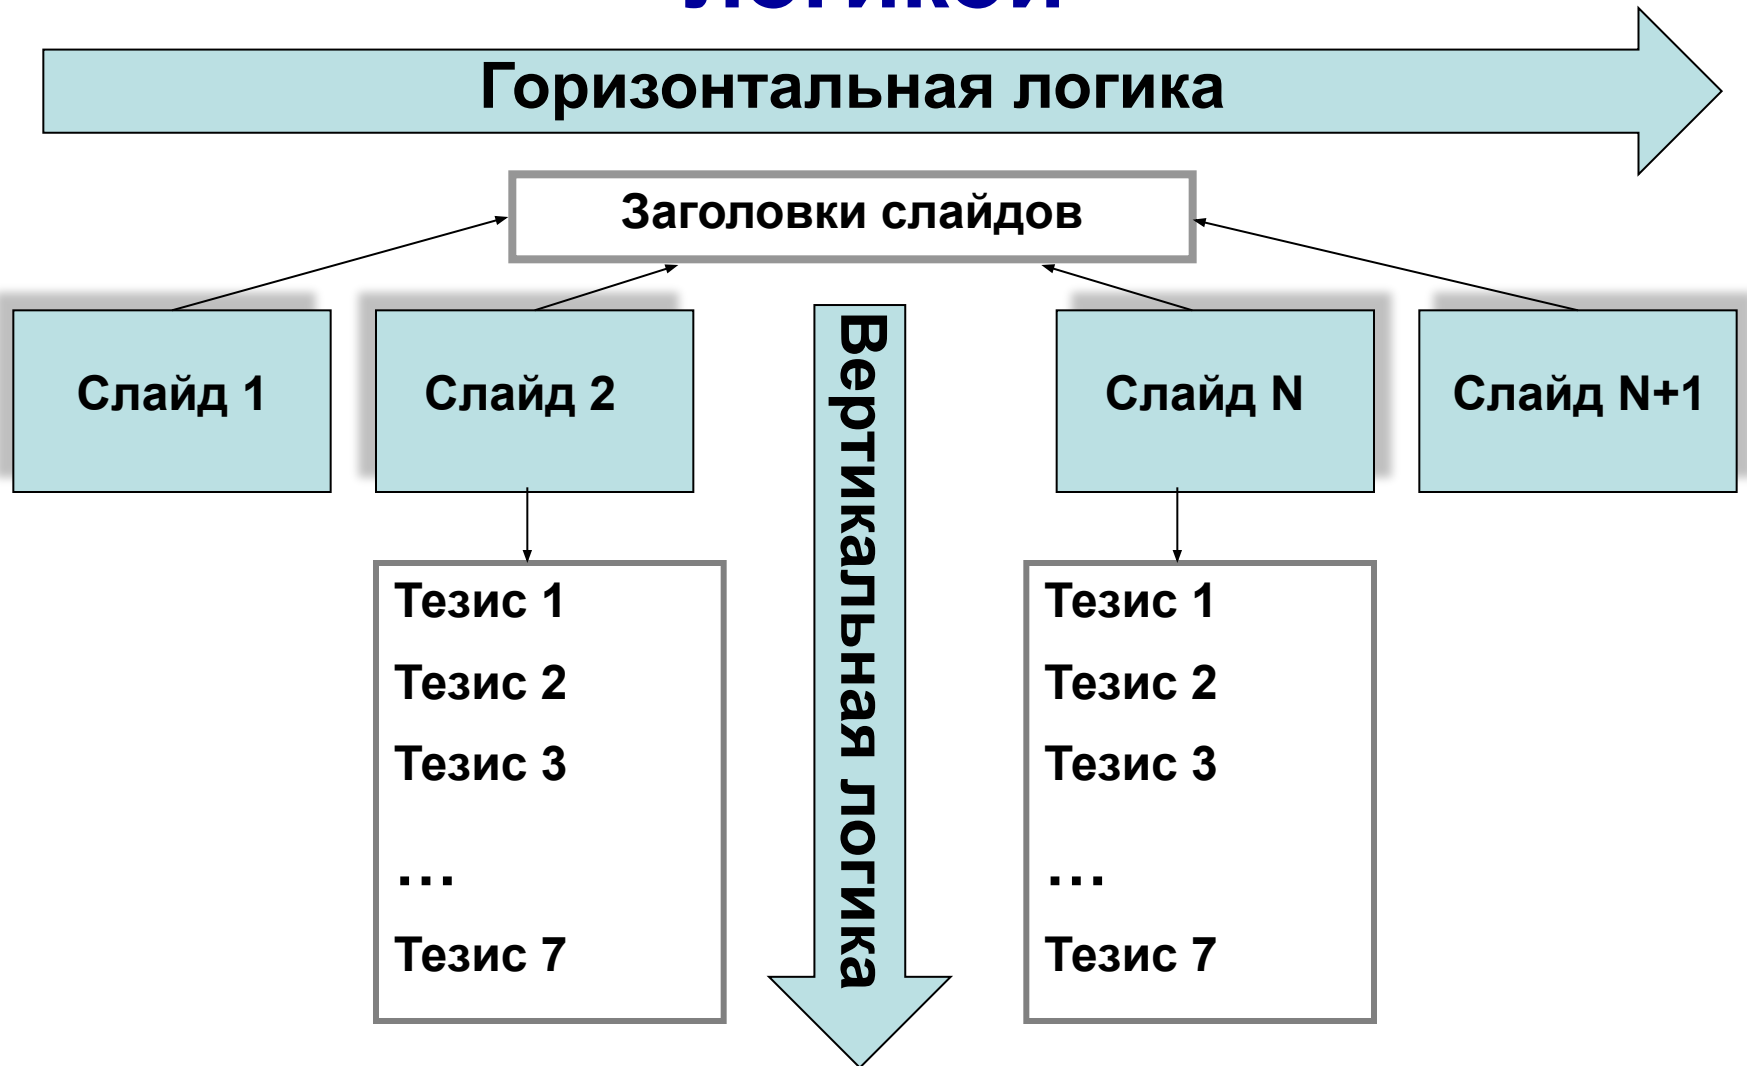 Горизонтальная логика
Заголовки слайдов
Слайд 1
Слайд 2
Слайд N
Слайд N+1
Вертикальная логика
Тезис 1
Тезис 2
Тезис 3
…
Тезис 7
Тезис 1
Тезис 2
Тезис 3
…
Тезис 7